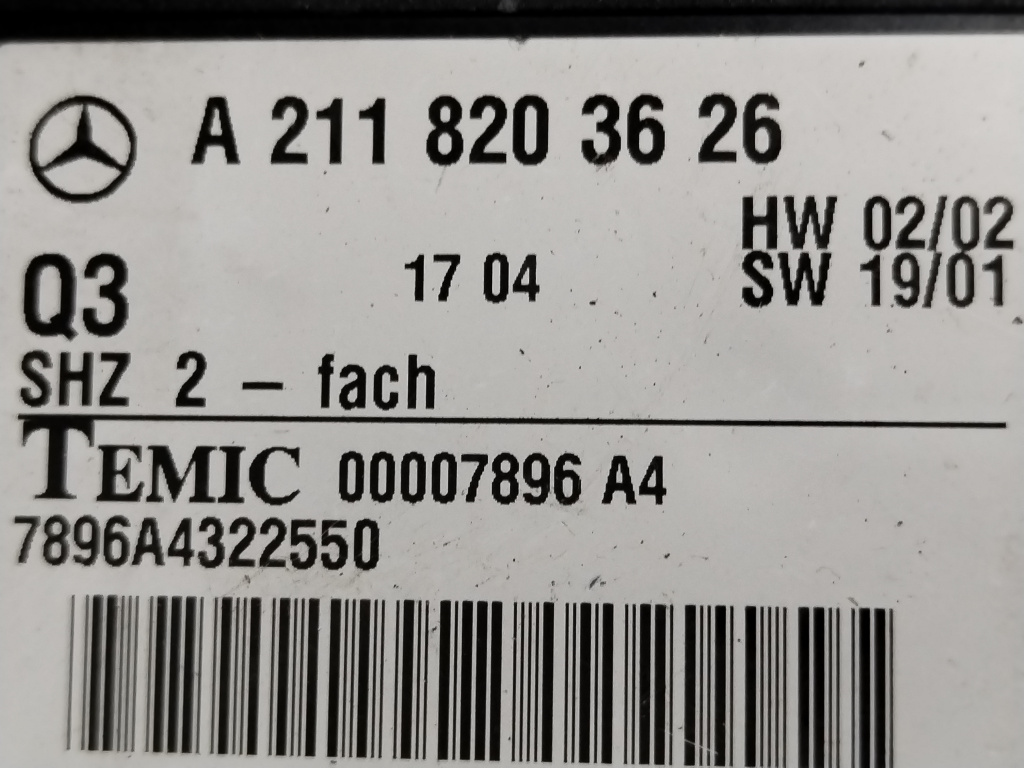 A 211 820 36 26
HW 02/02
Q3 17 04 SW 19/01
SHZ 2 - fach
TEMIC 00007896 A4
7896A4322550